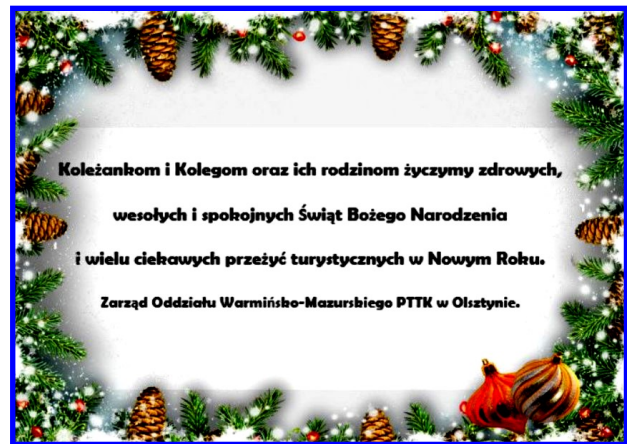 Koleżankom i Kolegom oraz ich rodzinom życzymy zdrowych,
wesołych i spokojnych Świąt Bożego Narodzenia
i wielu ciekawych przeżyć turystycznych w Nowym Roku.
Zarząd Oddziału Warmińsko-Mazurskiego PTTK w Olsztynie.